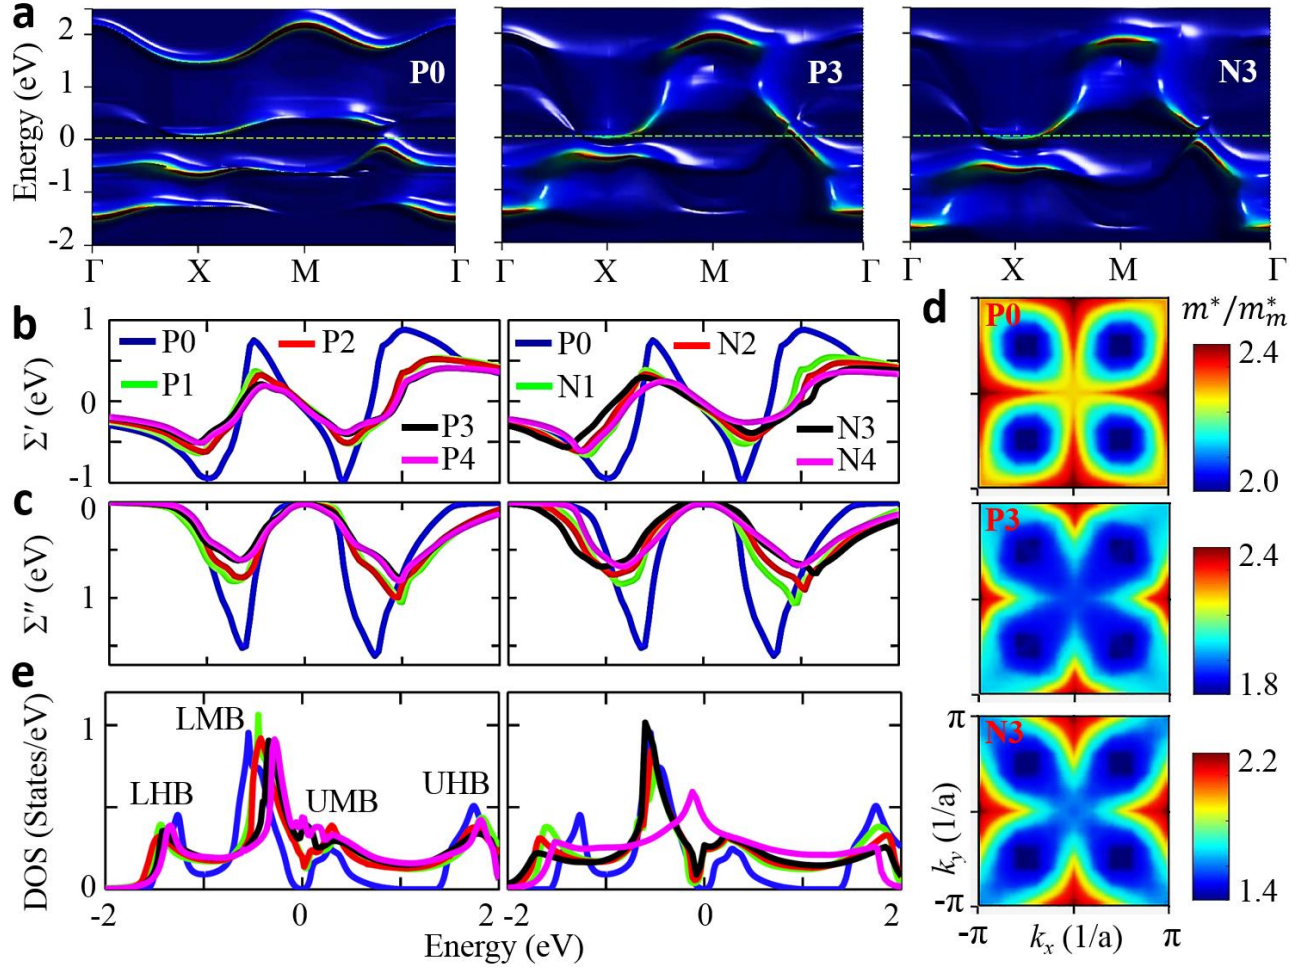 a
P0
P3
N3
Energy (eV)
2
1
0
-1
-2
Γ X M Γ
Γ X M Γ
Γ X M Γ
b
P0
P2
P1
P3
P4
P0
N2
N1
N3
N4
Σ′ (eV)
1
0
-1
c
Σ″ (eV)
0
1
e
LMB
LHB
UMB
UHB
DOS (States/eV)
1
0
-2 0 2
-2 0 2
Energy (eV)
d
m*/m*m
P0
2.4
2.0
P3
2.4
1.8
N3
2.2
1.4
π
ky (1/a)
-π
-π kx (1/a) π